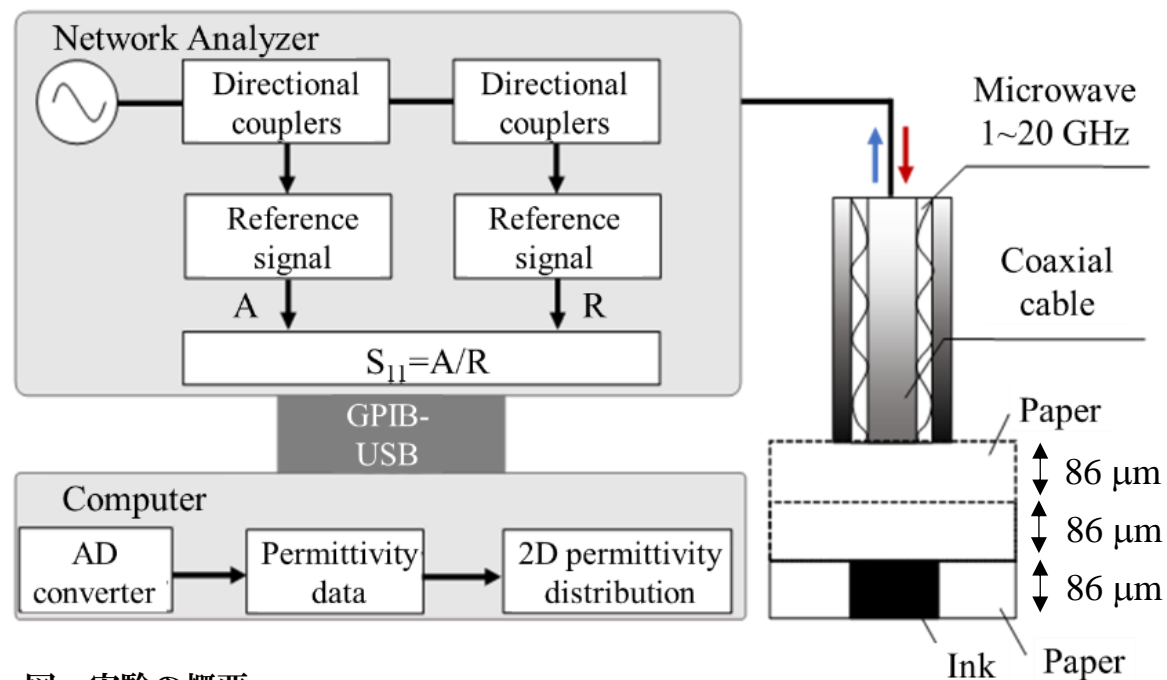 Network Analyzer
Directional
couplers
Directional
couplers
Reference
signal
Reference
signal
A
R
S11=A/R
GPIB-
USB
Computer
AD
converter
Permittivity
data
2D permittivity
distribution
Microwave
1~20 GHz
Coaxial
cable
Paper
86 μm
86 μm
86 μm
Ink
Paper